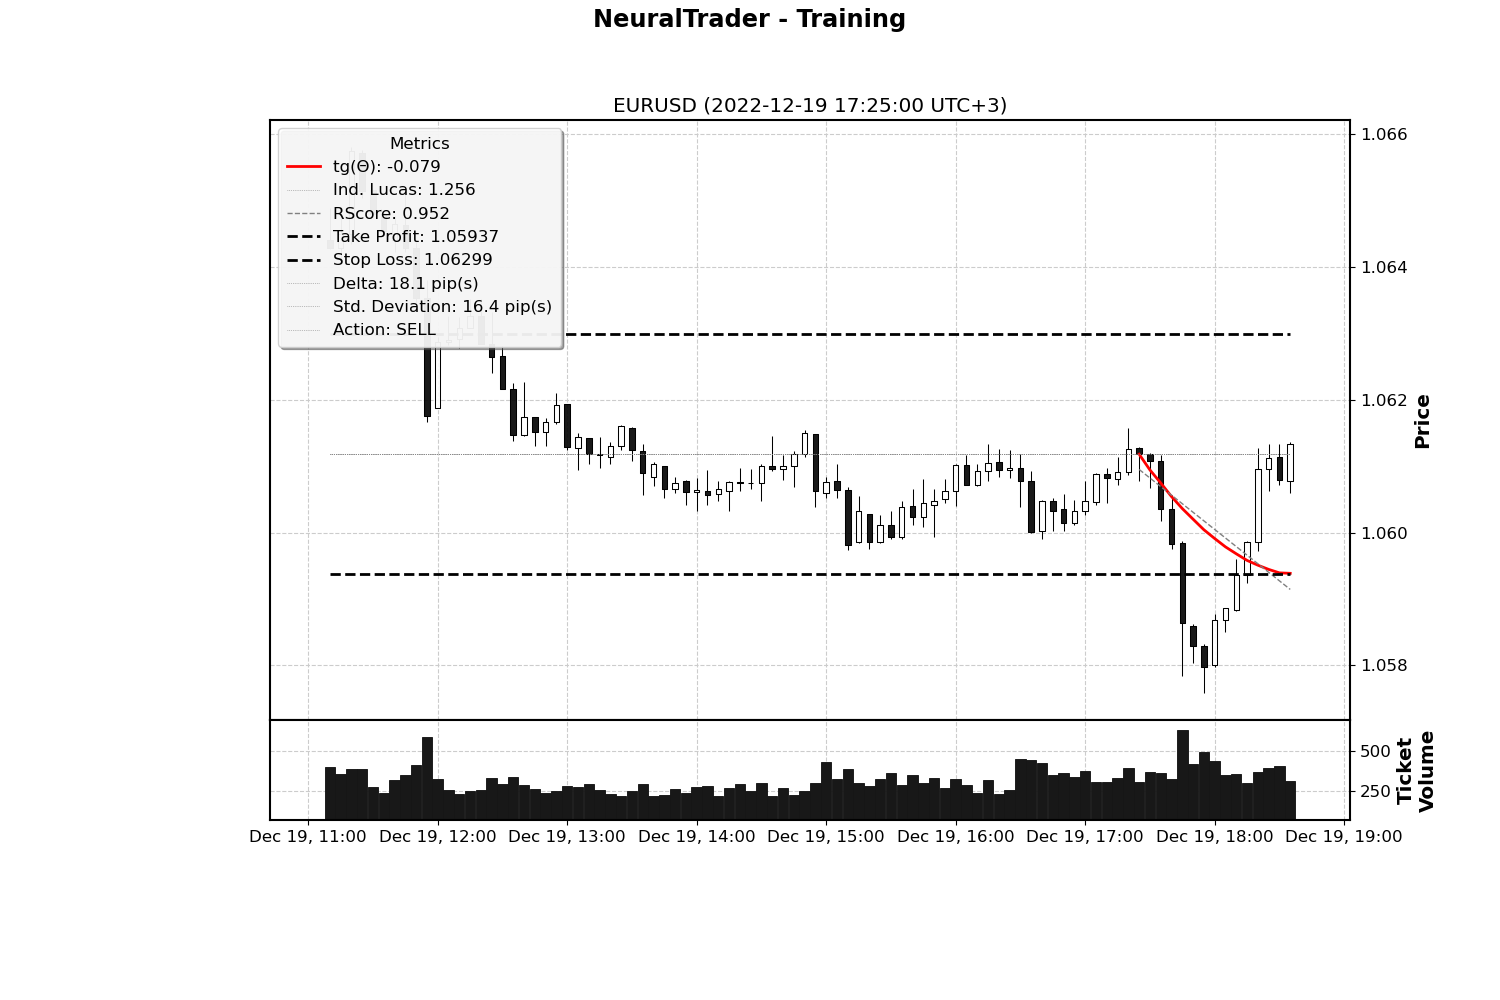 NeuralTrader - Training
EURUSD (2022-12-19 17:25:00 UTC+3)
Metrics
tg(Θ): -0.079
Ind. Lucas: 1.256
RScore: 0.952
Take Profit: 1.05937
Stop Loss: 1.06299
Delta: 18.1 pip(s)
Std. Deviation: 16.4 pip(s)
Action: SELL
1.066
1.064
1.062
1.060
1.058
Price
500
250
Ticket
Volume
Dec 19, 11:00
Dec 19, 12:00
Dec 19, 13:00
Dec 19, 14:00
Dec 19, 15:00
Dec 19, 16:00
Dec 19, 17:00
Dec 19, 18:00
Dec 19, 19:00